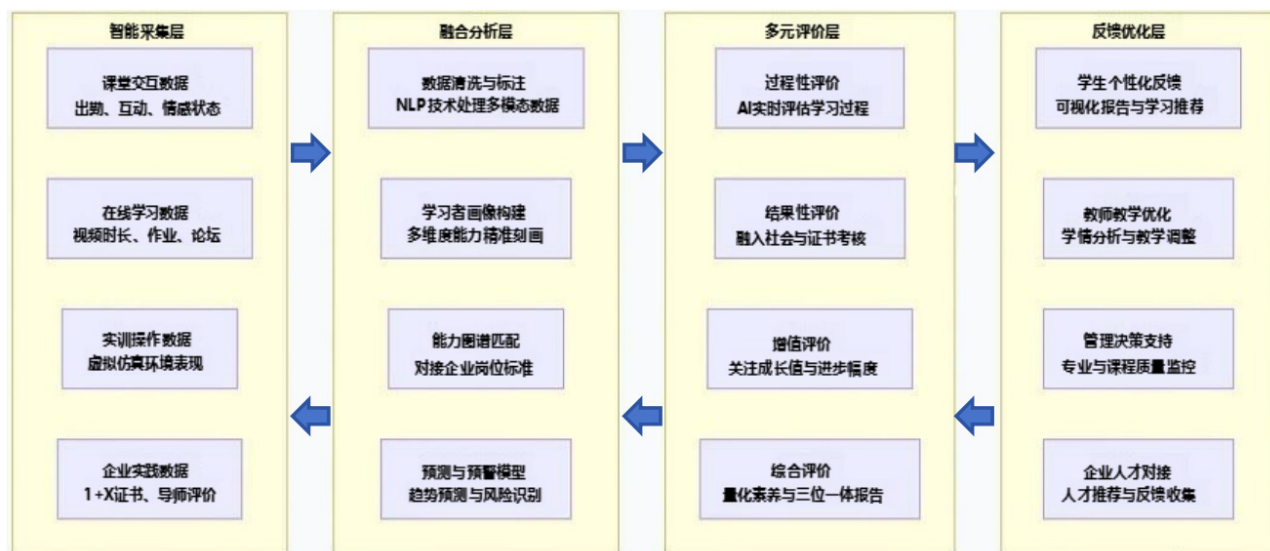 智能采集层
课堂交互数据
出勤、互动、情感状态
在线学习数据
视频时长、作业、论坛
实训操作数据
虚拟仿真环境表现
企业实践数据
1+X证书、导师评价
融合分析层
数据清洗与标注
NLP技术处理多模态数据
学习者画像构建
多维度能力精准刻画
能力图谱匹配
对接企业岗位标准
预测与预警模型
趋势预测与风险识别
多元评价层
过程性评价
AI实时评估学习过程
结果性评价
融入社会与证书考核
增值评价
关注成长值与进步幅度
综合评价
量化素养与三位一体报告
反馈优化层
学生个性化反馈
可视化报告与学习推荐
教师教学优化
学情分析与教学调整
管理决策支持
专业与课程质量监控
企业人才对接
人才推荐与反馈收集